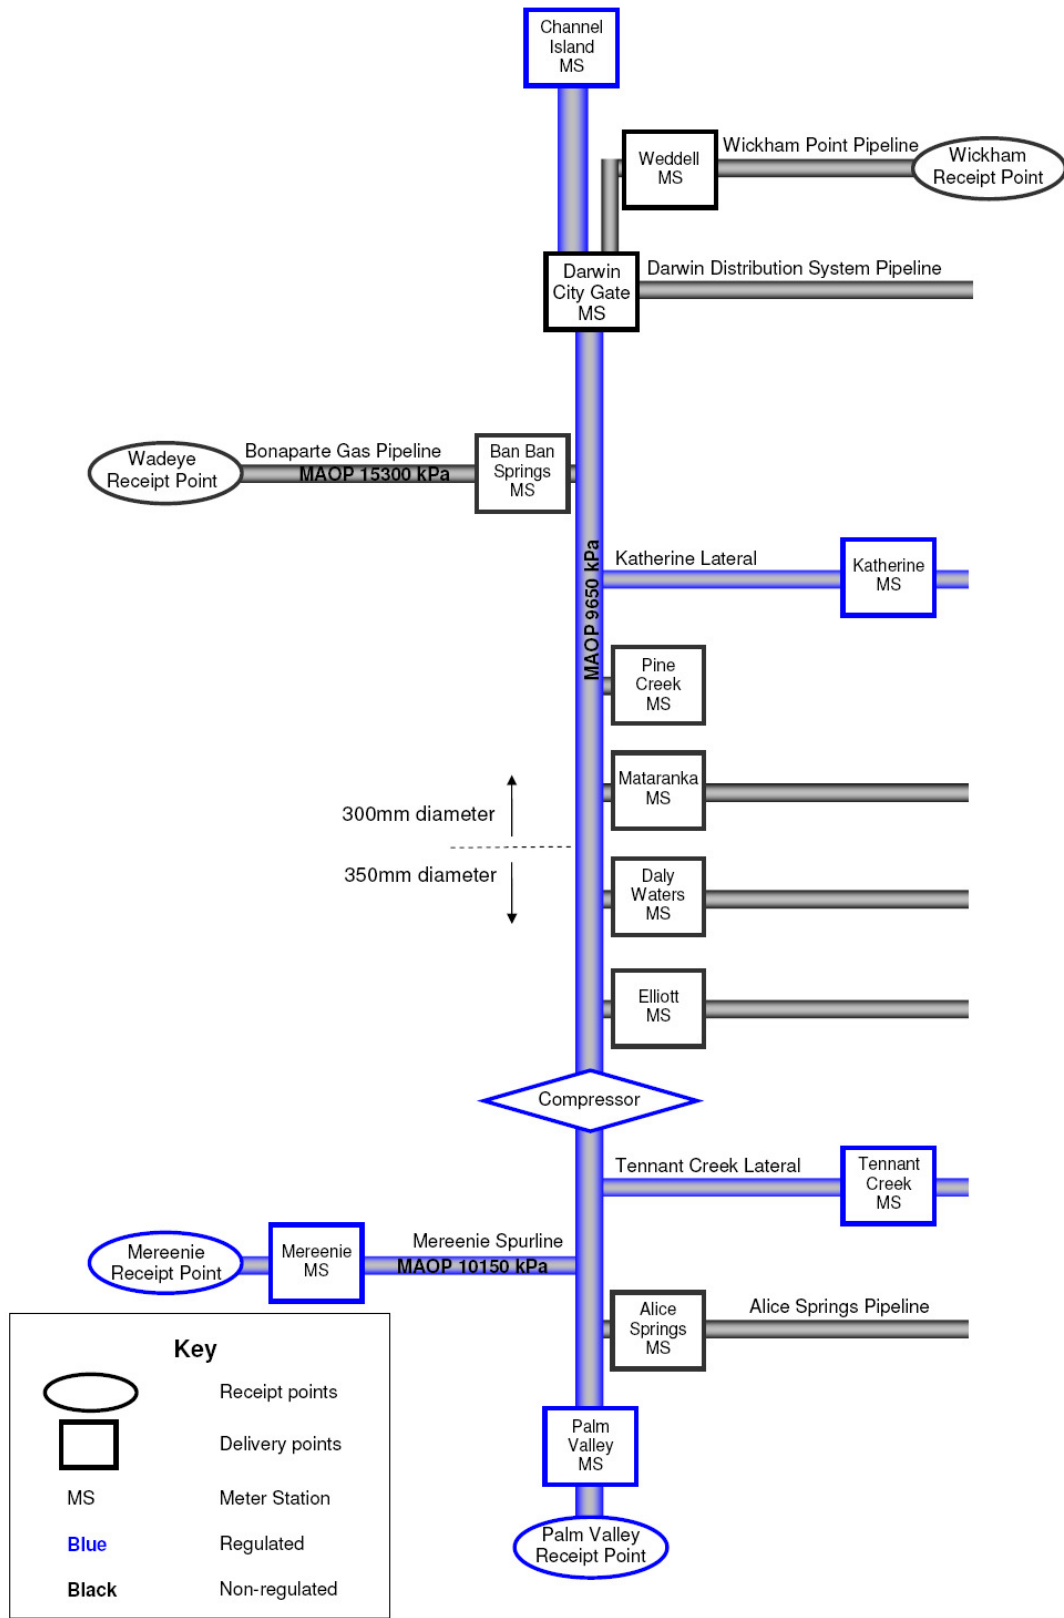 Channel
Island
MS
Weddell
MS
Wickham Point Pipeline
Wickham
Receipt Point
Darwin
City Gate
MS
Darwin Distribution System Pipeline
Wadeye
Receipt Point
Bonaparte Gas Pipeline
MAOP 15300 kPa
Ban Ban
Springs
MS
MAOP 9650 kPa
Katherine Lateral
Katherine
MS
Pine
Creek
MS
Mataranka
MS
300mm diameter
350mm diameter
Daly
Waters
MS
Elliott
MS
Compressor
Tennant Creek Lateral
Tennant
Creek
MS
Mereenie
Receipt Point
Mereenie
MS
Mereenie Spurline
MAOP 10150 kPa
Alice
Springs
MS
Alice Springs Pipeline
Palm
Valley
MS
Palm Valley
Receipt Point
Key
Receipt points
Delivery points
MS Meter Station
Blue Regulated
Black Non-regulated